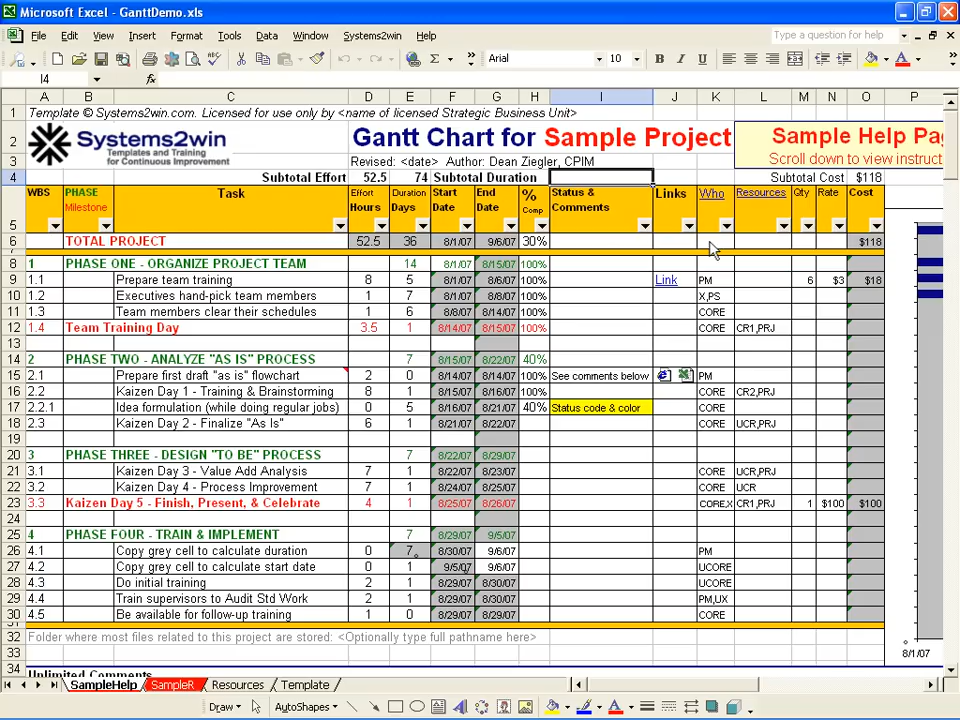 Microsoft Excel - GanttDemo.xls
File Edit View Insert Format Tools Data Window Systems2win Help Type a question for help
Arial 10 B I U
I4 fx
A B C D E F G H I J K L M N O P
1 Template © Systems2win.com. Licensed for use only by <name of licensed Strategic Business Unit>
2 Systems2win Templates and Training for Continuous Improvement Gantt Chart for Sample Project Sample Help Pa
Scroll down to view instruct
3 Revised: <date> Author: Dean Ziegler, CPIM
4 Subtotal Effort 52.5 74 Subtotal Duration Subtotal Cost $118
5 WBS PHASE Milestone Task Effort Hours Duration Days Start Date End Date % Comp Status & Comments Links Who Resources Qty Rate Cost
6 TOTAL PROJECT 52.5 36 8/1/07 9/6/07 30% $118
8 1 PHASE ONE - ORGANIZE PROJECT TEAM 14 8/1/07 8/15/07 100%
9 1.1 Prepare team training 8 5 8/1/07 8/6/07 100% Link PM 6 $3 $18
10 1.2 Executives hand-pick team members 1 7 8/1/07 8/8/07 100% X,PS
11 1.3 Team members clear their schedules 1 6 8/8/07 8/14/07 100% CORE
12 1.4 Team Training Day 3.5 1 8/14/07 8/15/07 100% CORE CR1,PRJ
13
14 2 PHASE TWO - ANALYZE "AS IS" PROCESS 7 8/15/07 8/22/07 40%
15 2.1 Prepare first draft "as is" flowchart 2 0 8/14/07 8/14/07 100% See comments below PM
16 2.2 Kaizen Day 1 - Training & Brainstorming 8 1 8/15/07 8/16/07 100% CORE CR2,PRJ
17 2.2.1 Idea formulation (while doing regular jobs) 0 5 8/16/07 8/21/07 40% Status code & color CORE
18 2.3 Kaizen Day 2 - Finalize "As Is" 6 1 8/21/07 8/22/07 CORE UCR,PRJ
19
20 3 PHASE THREE - DESIGN "TO BE" PROCESS 7 8/22/07 8/29/07
21 3.1 Kaizen Day 3 - Value Add Analysis 7 1 8/22/07 8/23/07 CORE UCR,PRJ
22 3.2 Kaizen Day 4 - Process Improvement 7 1 8/24/07 8/25/07 CORE UCR
23 3.3 Kaizen Day 5 - Finish, Present, & Celebrate 4 1 8/25/07 8/26/07 CORE,X CR1,PRJ 1 $100 $100
24
25 4 PHASE FOUR - TRAIN & IMPLEMENT 7 8/29/07 9/5/07
26 4.1 Copy grey cell to calculate duration 0 7 8/30/07 9/6/07 PM
27 4.2 Copy grey cell to calculate start date 0 1 9/5/07 9/6/07 UCORE
28 4.3 Do initial training 2 1 8/29/07 8/30/07 UCORE
29 4.4 Train supervisors to Audit Std Work 2 1 8/29/07 8/30/07 PM,UX
30 4.5 Be available for follow-up training 1 0 8/29/07 8/29/07 CORE
32 Folder where most files related to this project are stored: <Optionally type full pathname here>
33 8/1/07
34 Unlimited Comments
SampleHelp SampleR Resources Template
Draw AutoShapes